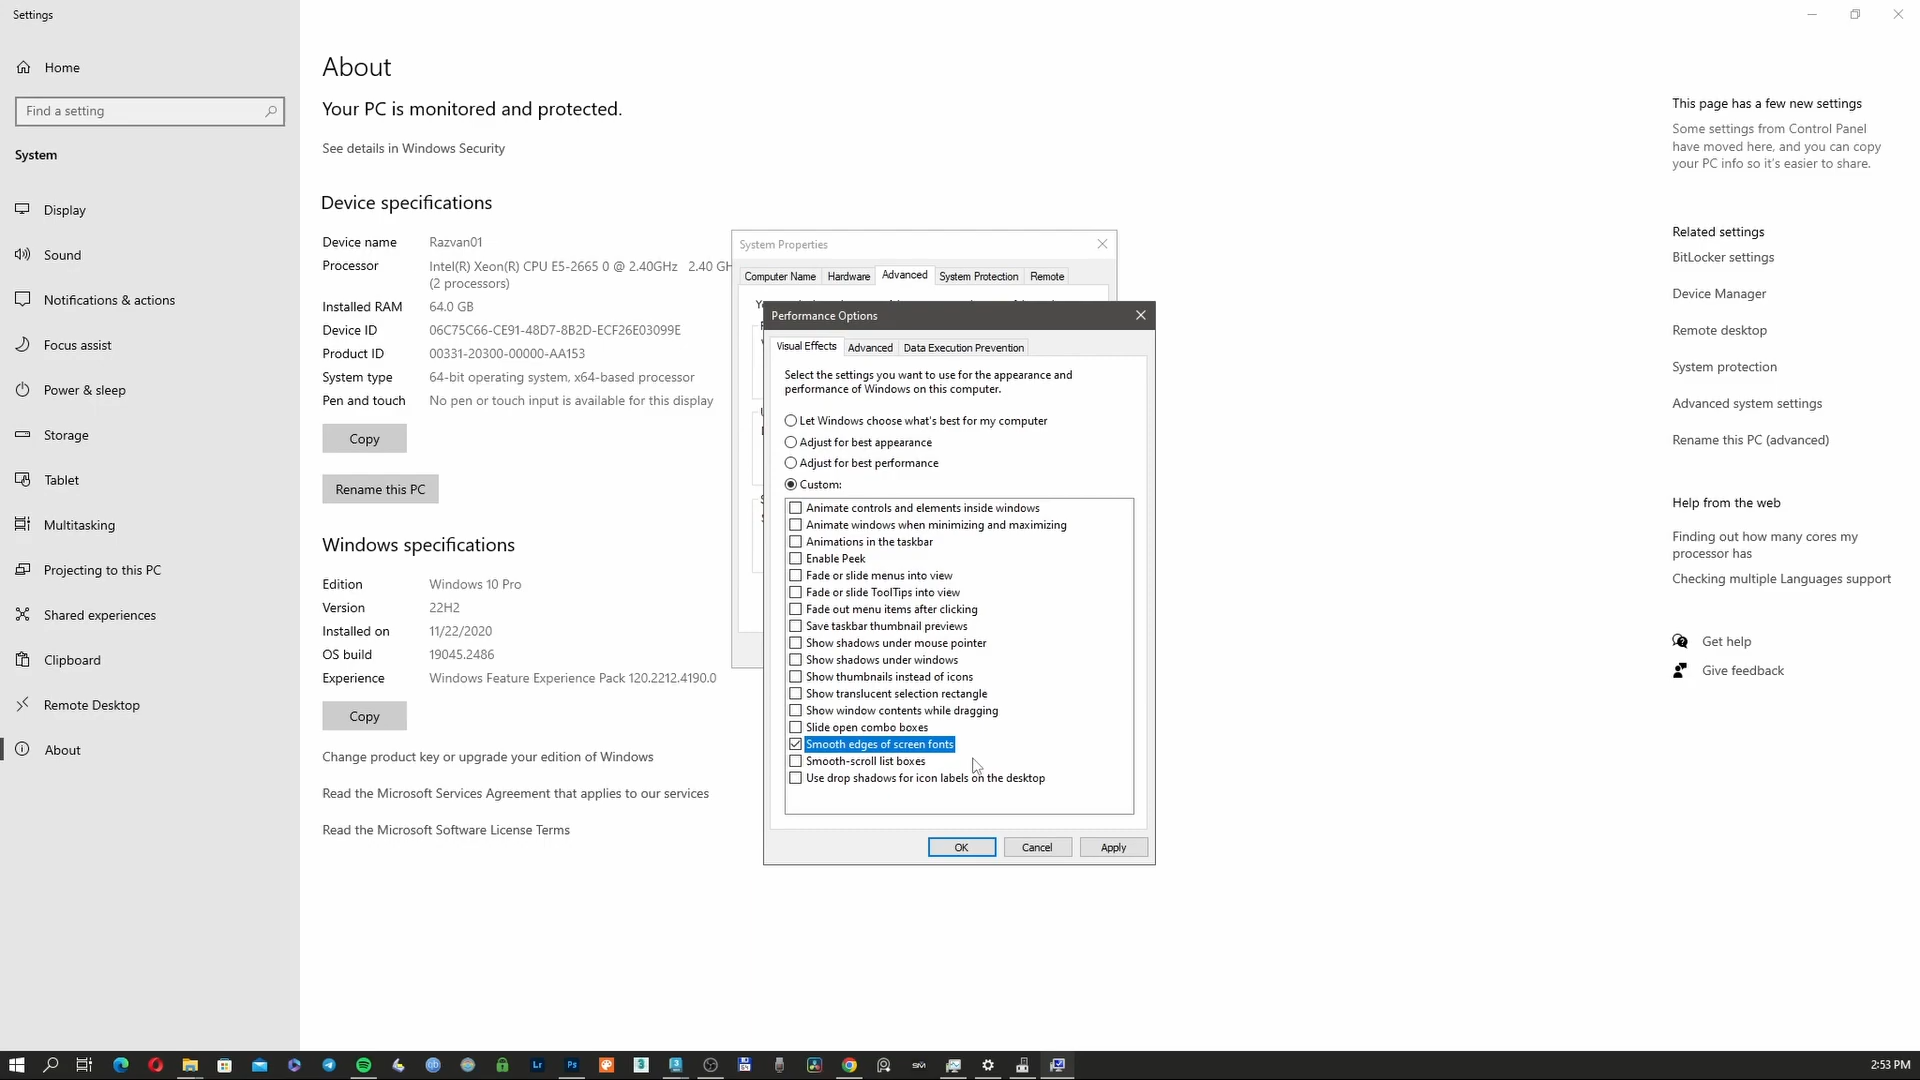 Settings
Home
Find a setting
System
Display
Sound
Notifications & actions
Focus assist
Power & sleep
Storage
Tablet
Multitasking
Projecting to this PC
Shared experiences
Clipboard
Remote Desktop
About
About
Your PC is monitored and protected.
See details in Windows Security
Device specifications
Device name Razvan01
Processor Intel(R) Xeon(R) CPU E5-2665 0 @ 2.40GHz 2.40 GH
(2 processors)
Installed RAM 64.0 GB
Device ID 06C75C66-CE91-48D7-8B2D-ECF26E03099E
Product ID 00331-20300-00000-AA153
System type 64-bit operating system, x64-based processor
Pen and touch No pen or touch input is available for this display
Copy
Rename this PC
Windows specifications
Edition Windows 10 Pro
Version 22H2
Installed on 11/22/2020
OS build 19045.2486
Experience Windows Feature Experience Pack 120.2212.4190.0
Copy
Change product key or upgrade your edition of Windows
Read the Microsoft Services Agreement that applies to our services
Read the Microsoft Software License Terms
System Properties
Computer Name Hardware Advanced System Protection Remote
Performance Options
Visual Effects Advanced Data Execution Prevention
Select the settings you want to use for the appearance and
performance of Windows on this computer.
Let Windows choose what's best for my computer
Adjust for best appearance
Adjust for best performance
Custom:
Animate controls and elements inside windows
Animate windows when minimizing and maximizing
Animations in the taskbar
Enable Peek
Fade or slide menus into view
Fade or slide ToolTips into view
Fade out menu items after clicking
Save taskbar thumbnail previews
Show shadows under mouse pointer
Show shadows under windows
Show thumbnails instead of icons
Show translucent selection rectangle
Show window contents while dragging
Slide open combo boxes
Smooth edges of screen fonts
Smooth-scroll list boxes
Use drop shadows for icon labels on the desktop
OK Cancel Apply
This page has a few new settings
Some settings from Control Panel
have moved here, and you can copy
your PC info so it's easier to share.
Related settings
BitLocker settings
Device Manager
Remote desktop
System protection
Advanced system settings
Rename this PC (advanced)
Help from the web
Finding out how many cores my
processor has
Checking multiple Languages support
Get help
Give feedback
Lr
Ps
2:53 PM